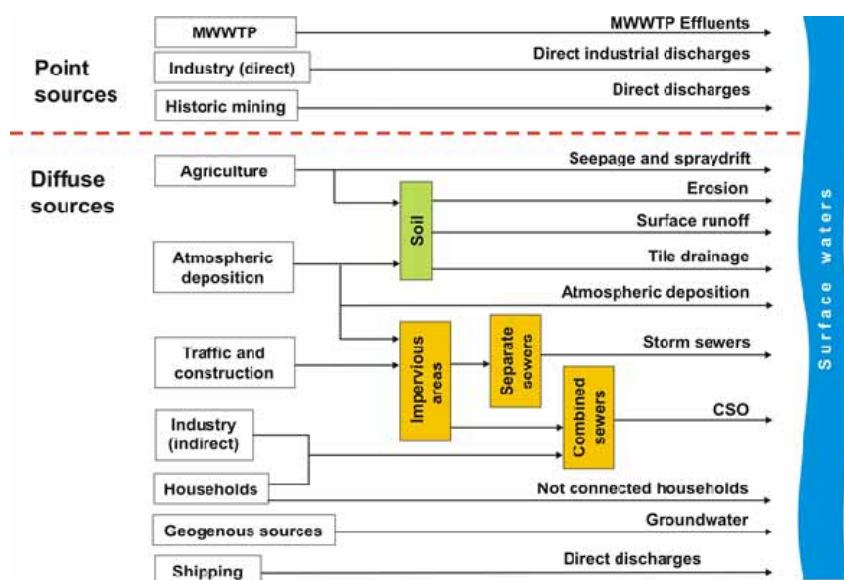 MWWTP
MWWTP Effluents
Point
sources
Industry (direct)
Direct industrial discharges
Historic mining
Direct discharges
Diffuse
sources
Agriculture
Seepage and spraydrift
Soil
Erosion
Surface runoff
Tile drainage
Atmospheric
deposition
Atmospheric deposition
Traffic and
construction
Impervious
areas
Separate
sewers
Storm sewers
Industry
(indirect)
Combined
sewers
CSO
Households
Not connected households
Geogenous sources
Groundwater
Shipping
Direct discharges
Surface waters